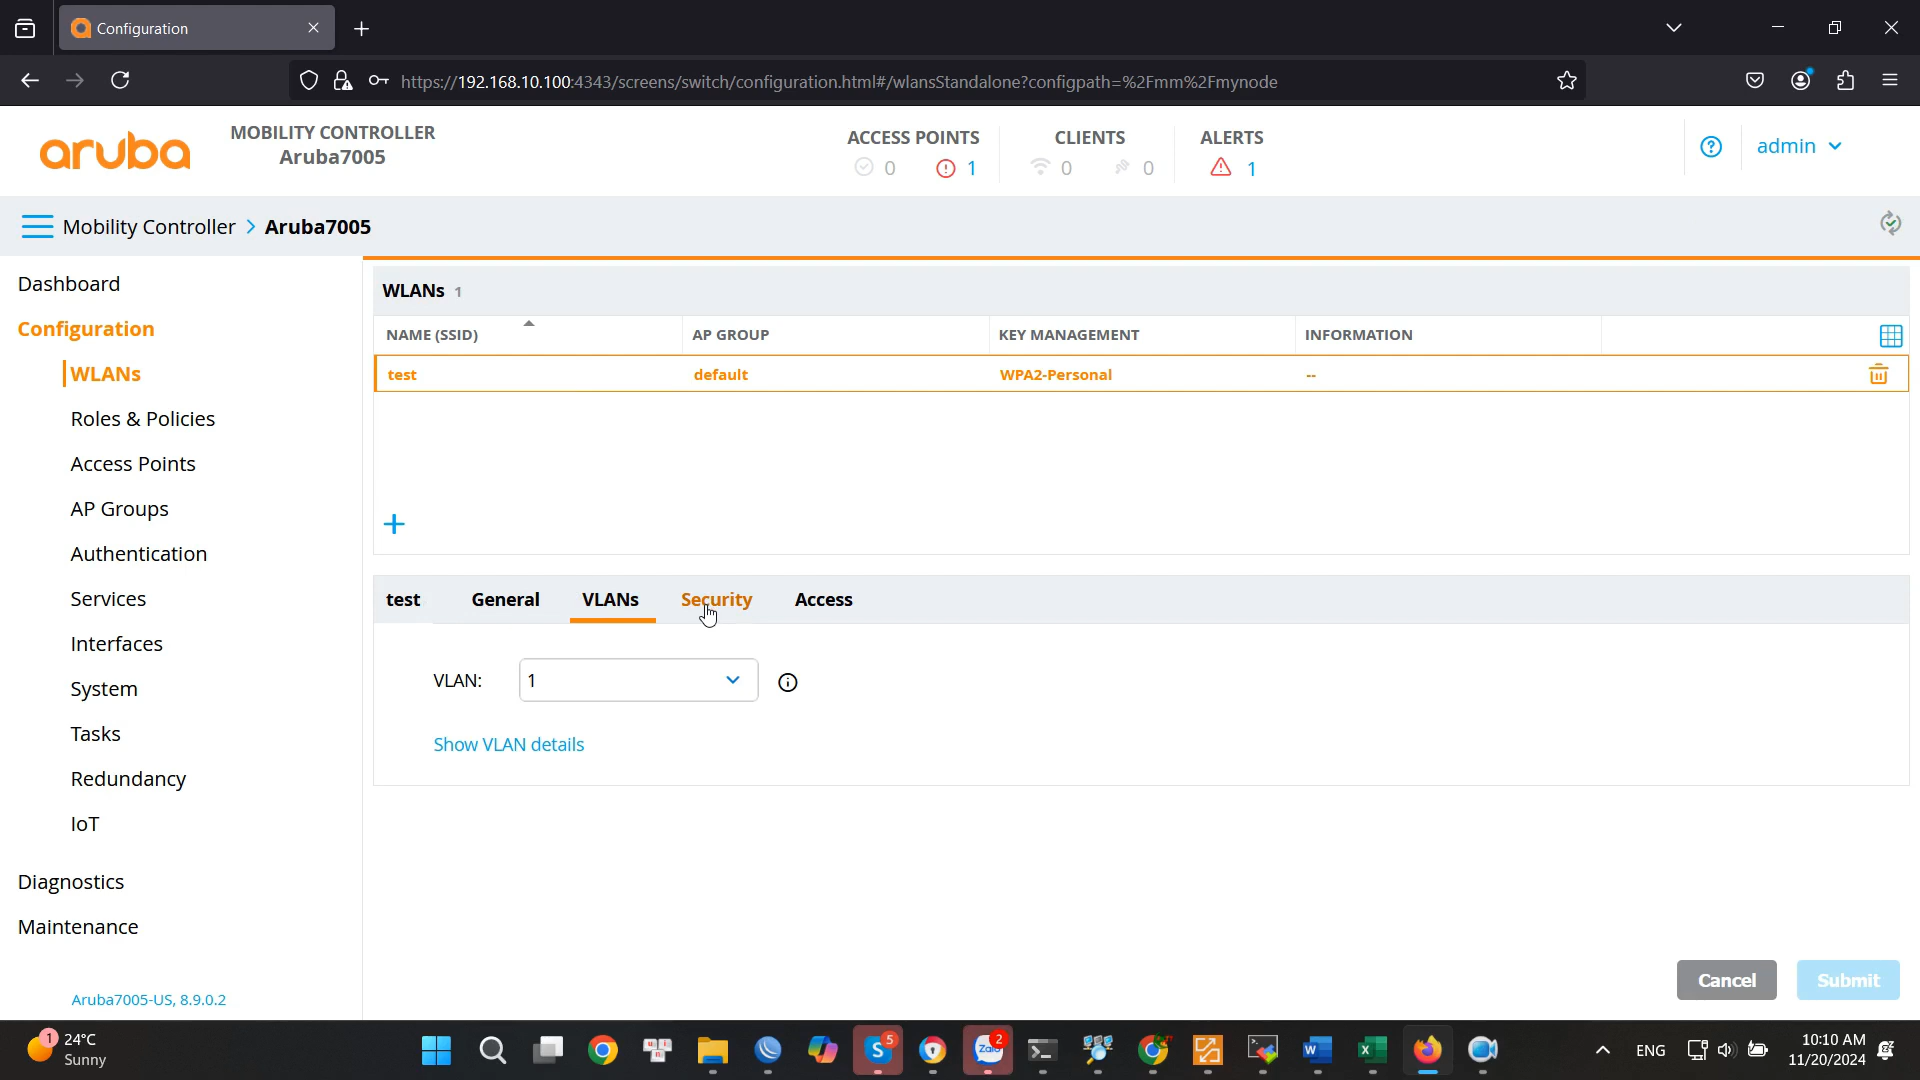 Configuration
https://192.168.10.100:4343/screens/switch/configuration.html#/wlansStandalone?configpath=%2Fmm%2Fmynode
aruba
MOBILITY CONTROLLER
Aruba7005
ACCESS POINTS
0 1
CLIENTS
0 0
ALERTS
1
admin
Mobility Controller > Aruba7005
Dashboard
Configuration
WLANs
Roles & Policies
Access Points
AP Groups
Authentication
Services
Interfaces
System
Tasks
Redundancy
IoT
Diagnostics
Maintenance
Aruba7005-US, 8.9.0.2
WLANs 1
NAME (SSID) AP GROUP KEY MANAGEMENT INFORMATION
test default WPA2-Personal --
test General VLANs Security Access
VLAN: 1
Show VLAN details
Cancel Submit
1
24°C
Sunny
5
Zalo
2
ENG
10:10 AM
11/20/2024